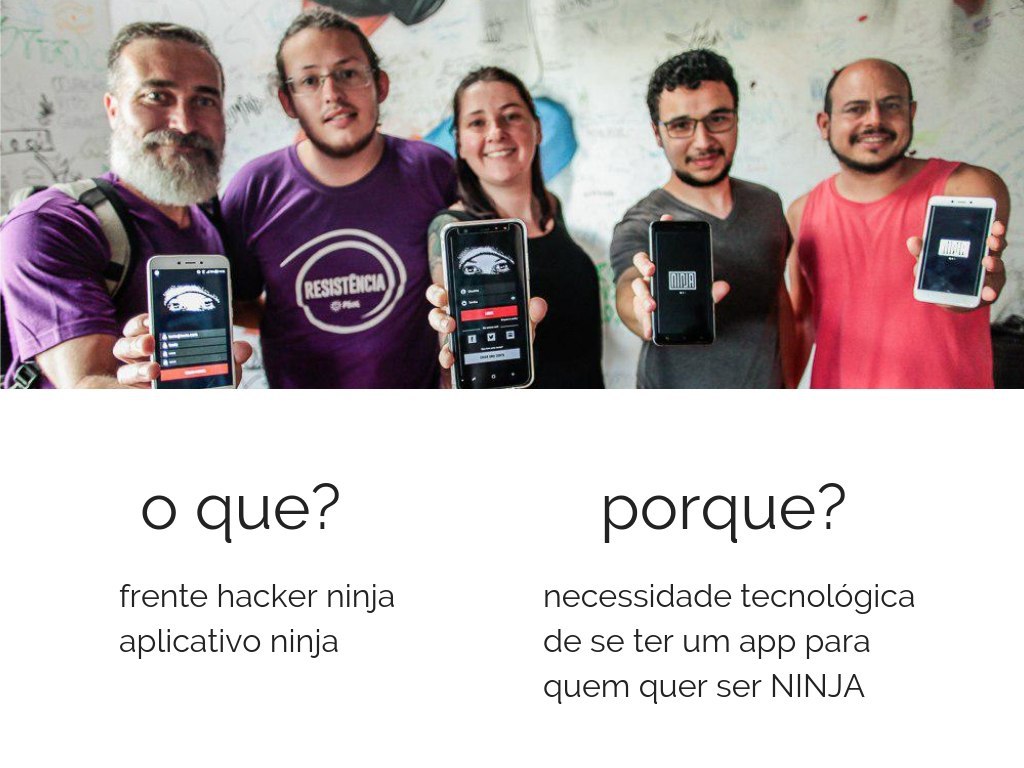 RESISTÊNCIA
NINJA
o que?
porque?
frente hacker ninja
aplicativo ninja
necessidade tecnológica
de se ter um app para
quem quer ser NINJA